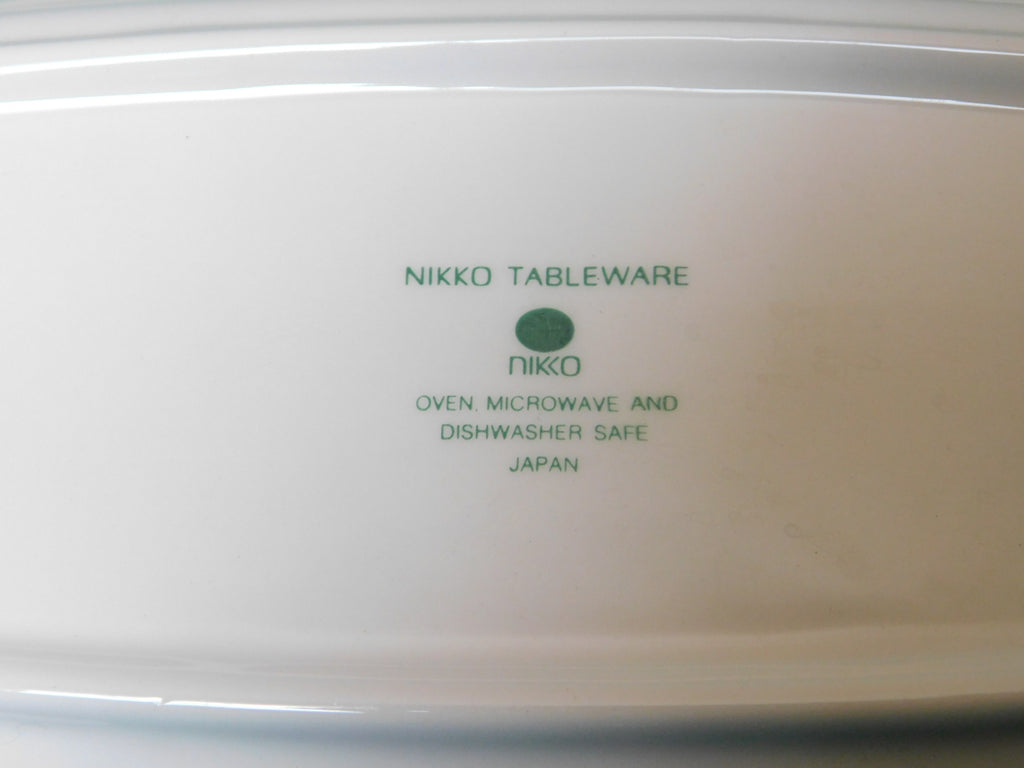 NIKKO TABLEWARE
NIKKO
OVEN. MICROWAVE AND
DISHWASHER SAFE
JAPAN